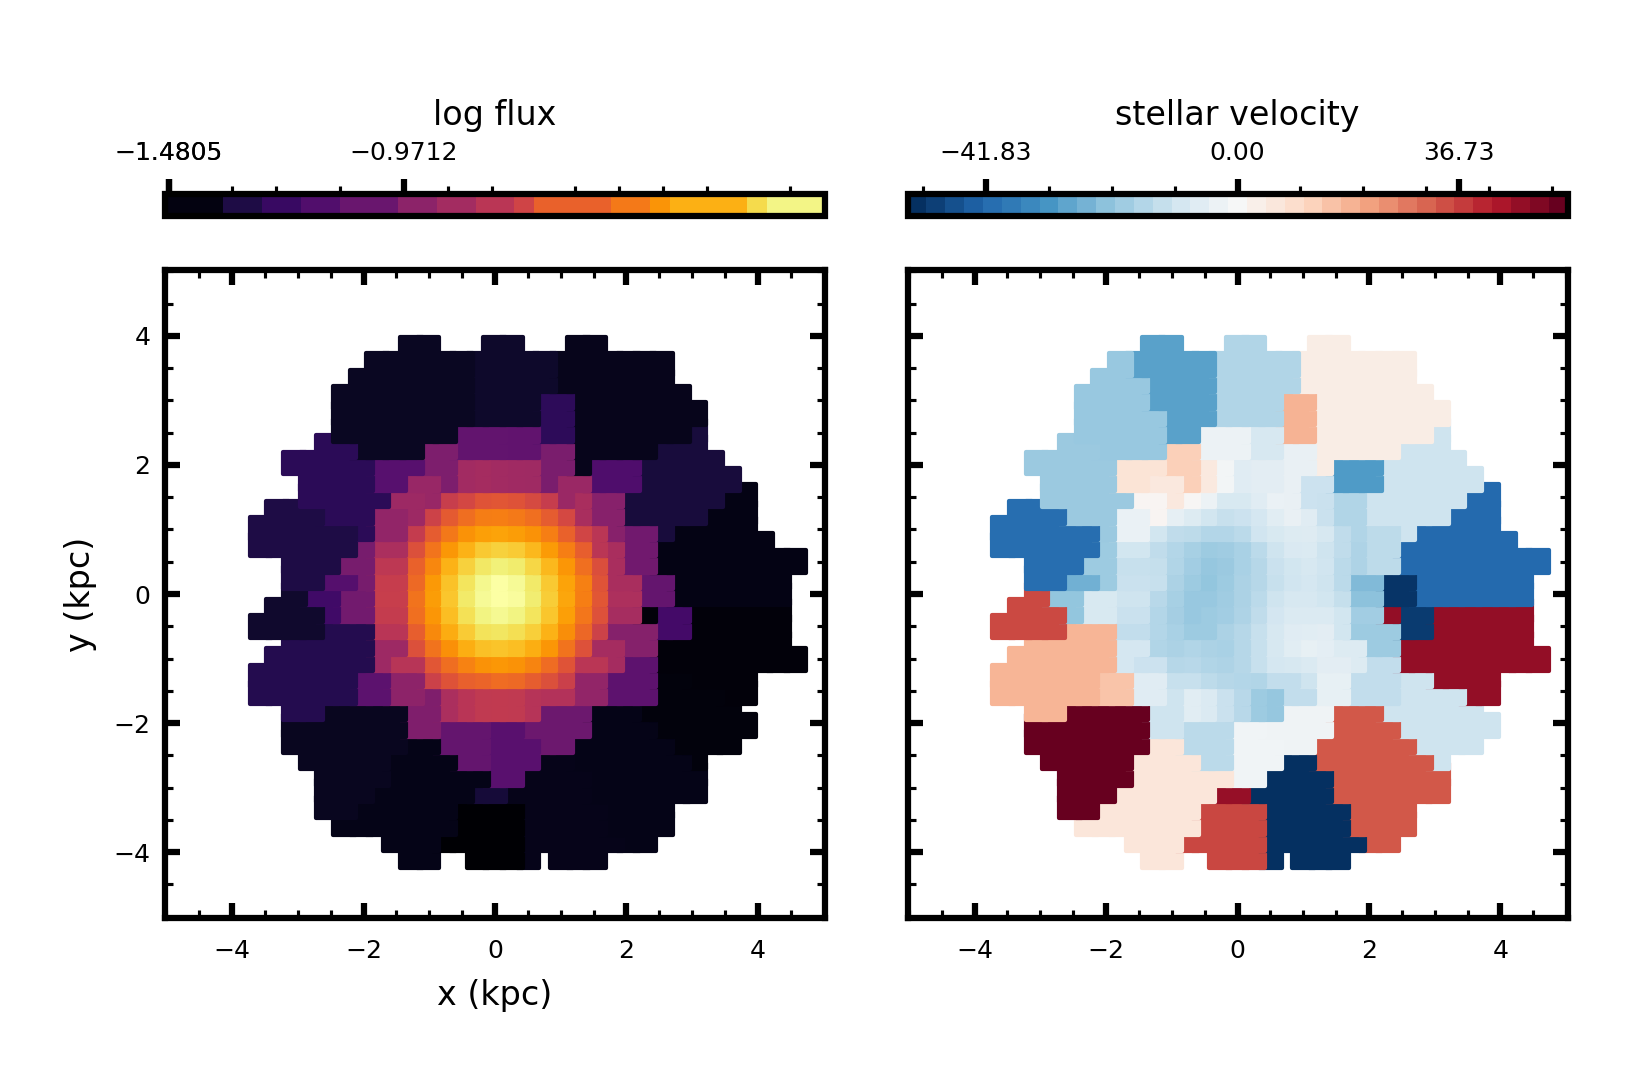 log flux
stellar velocity
−1.4805 −0.9712
−41.83 0.00 36.73
4
2
0
−2
−4
y (kpc)
−4 −2 0 2 4
−4 −2 0 2 4
x (kpc)